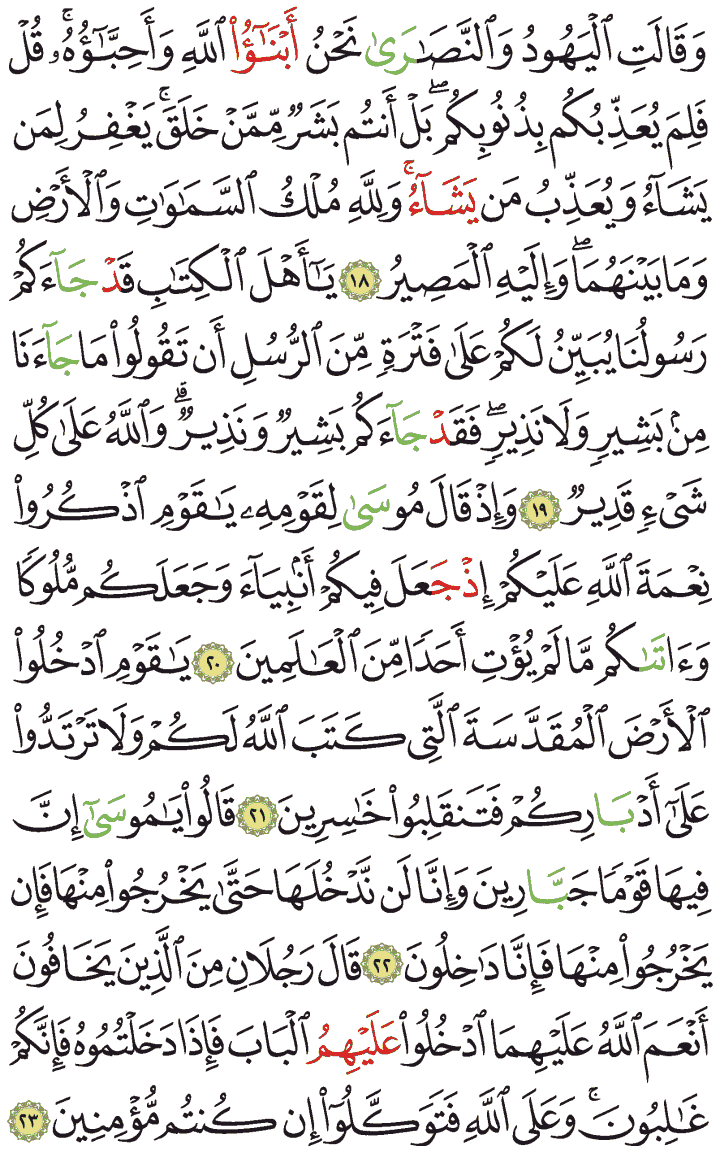 وَقَالَتِ ٱلْيَهُودُ وَٱلنَّصَٰرَىٰ نَحْنُ أَبْنَٰٓؤُا۟ ٱللَّهِ وَأَحِبَّٰٓؤُهُۥ ۚ قُلْ
فَلِمَ يُعَذِّبُكُم بِذُنُوبِكُم ۖ بَلْ أَنتُم بَشَرٌ مِّمَّنْ خَلَقَ ۚ يَغْفِرُ لِمَن
يَشَآءُ وَيُعَذِّبُ مَن يَشَآءُ ۚ وَلِلَّهِ مُلْكُ ٱلسَّمَٰوَٰتِ وَٱلْأَرْضِ
وَمَا بَيْنَهُمَا ۖ وَإِلَيْهِ ٱلْمَصِيرُ ١٨ يَٰٓأَهْلَ ٱلْكِتَٰبِ قَدْ جَآءَكُمْ
رَسُولُنَا يُبَيِّنُ لَكُمْ عَلَىٰ فَتْرَةٍ مِّنَ ٱلرُّسُلِ أَن تَقُولُوا۟ مَا جَآءَنَا
مِنۢ بَشِيرٍ وَلَا نَذِيرٍ ۖ فَقَدْ جَآءَكُم بَشِيرٌ وَنَذِيرٌ ۗ وَٱللَّهُ عَلَىٰ كُلِّ
شَىْءٍ قَدِيرٌ ١٩ وَإِذْ قَالَ مُوسَىٰ لِقَوْمِهِۦ يَٰقَوْمِ ٱذْكُرُوا۟
نِعْمَةَ ٱللَّهِ عَلَيْكُمْ إِذْ جَعَلَ فِيكُمْ أَنۢبِيَآءَ وَجَعَلَكُم مُّلُوكًا
وَءَاتَىٰكُم مَّا لَمْ يُؤْتِ أَحَدًا مِّنَ ٱلْعَٰلَمِينَ ٢٠ يَٰقَوْمِ ٱدْخُلُوا۟
ٱلْأَرْضَ ٱلْمُقَدَّسَةَ ٱلَّتِى كَتَبَ ٱللَّهُ لَكُمْ وَلَا تَرْتَدُّوا۟
عَلَىٰٓ أَدْبَارِكُمْ فَتَنقَلِبُوا۟ خَٰسِرِينَ ٢١ قَالُوا۟ يَٰمُوسَىٰٓ إِنَّ
فِيهَا قَوْمًا جَبَّارِينَ وَإِنَّا لَن نَّدْخُلَهَا حَتَّىٰ يَخْرُجُوا۟ مِنْهَا فَإِن
يَخْرُجُوا۟ مِنْهَا فَإِنَّا دَٰخِلُونَ ٢٢ قَالَ رَجُلَانِ مِنَ ٱلَّذِينَ يَخَافُونَ
أَنْعَمَ ٱللَّهُ عَلَيْهِمَا ٱدْخُلُوا۟ عَلَيْهِمُ ٱلْبَابَ فَإِذَا دَخَلْتُمُوهُ فَإِنَّكُمْ
غَٰلِبُونَ ۚ وَعَلَى ٱللَّهِ فَتَوَكَّلُوٓا۟ إِن كُنتُم مُّؤْمِنِينَ ٢٣